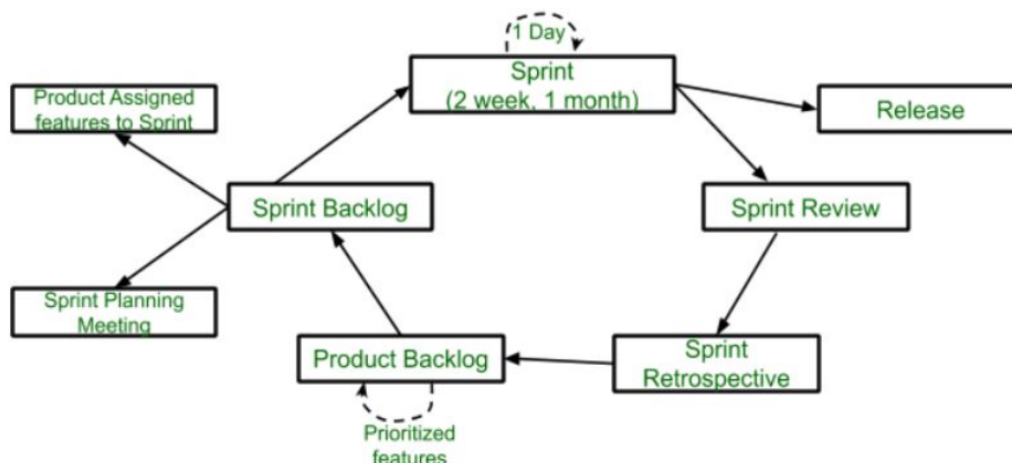 1 Day
Sprint
(2 week, 1 month)
Product Assigned
features to Sprint
Release
Sprint Backlog
Sprint Review
Sprint Planning
Meeting
Product Backlog
Sprint
Retrospective
Prioritized
features